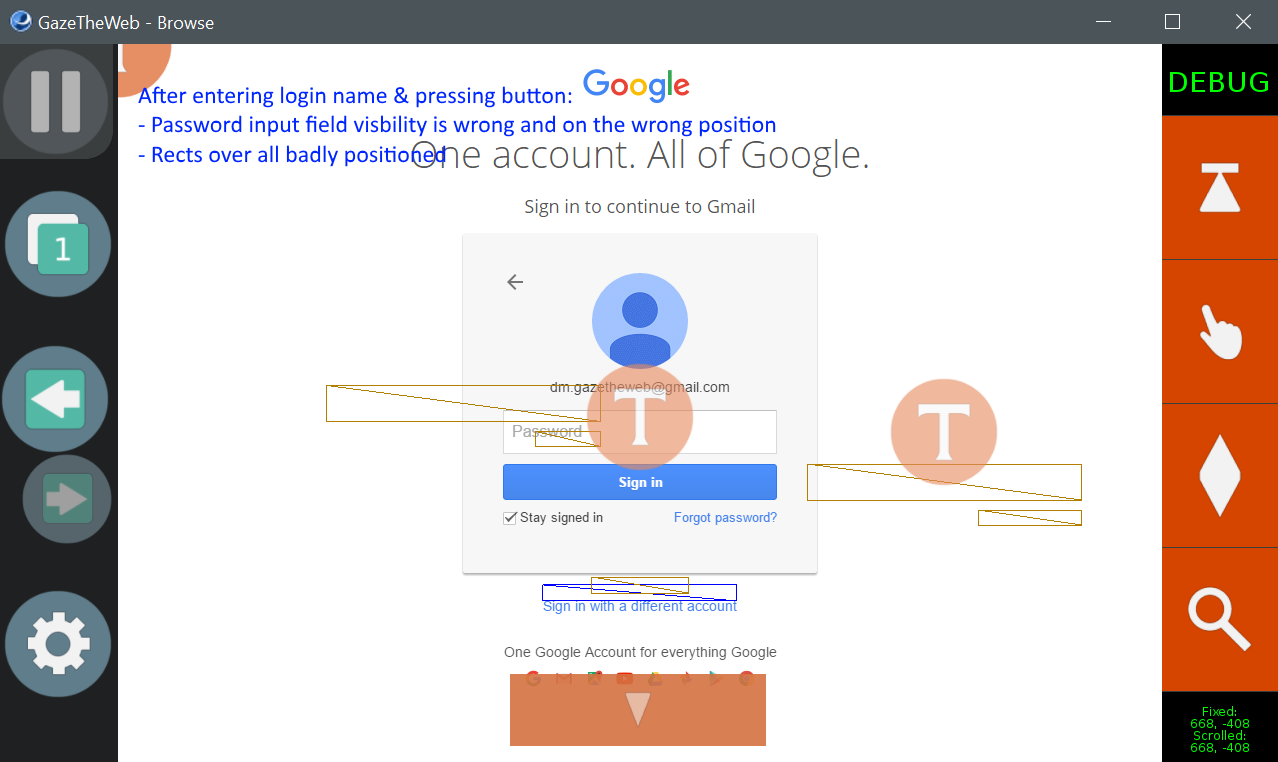 GazeTheWeb - Browse
DEBUG
Google
After entering login name & pressing button:
- Password input field visbility is wrong and on the wrong position
- Rects over all badly positioned
One account. All of Google.
Sign in to continue to Gmail
1
dm.gazetheweb@gmail.com
T
T
Password
Sign in
Stay signed in
Forgot password?
Sign in with a different account
One Google Account for everything Google
Fixed:
668, -408
Scrolled:
668, -408